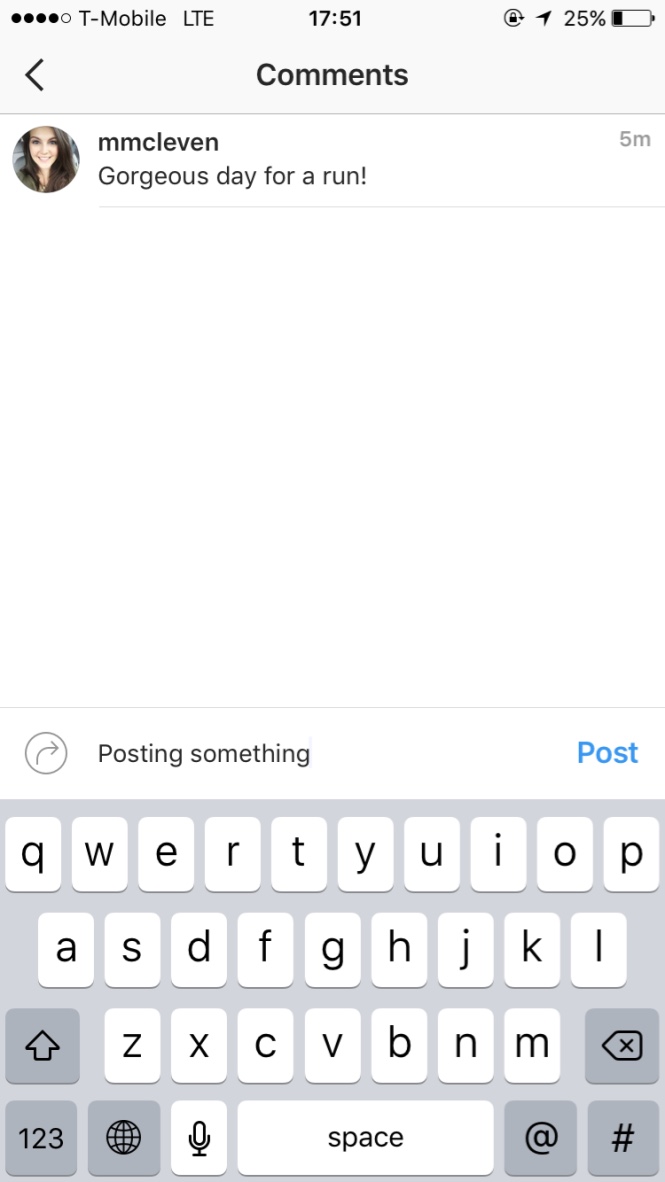 T-Mobile LTE 17:51 25%
Comments
mmcleven 5m
Gorgeous day for a run!
Posting something Post
q w e r t y u i o p
a s d f g h j k l
z x c v b n m
123 space @ #